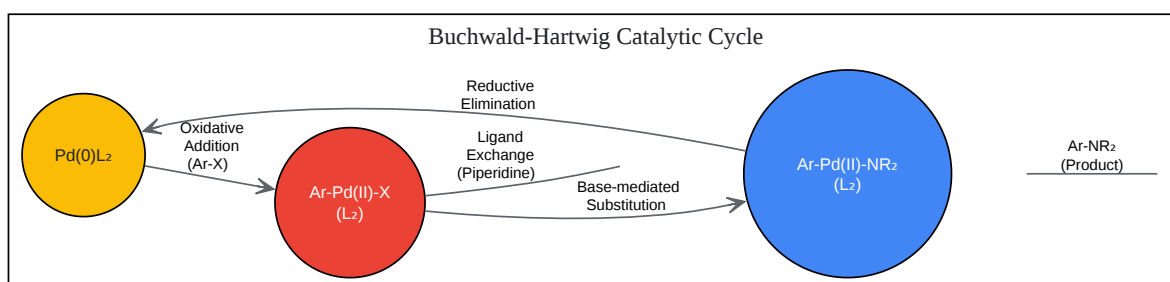 Buchwald-Hartwig Catalytic Cycle
Pd(0)L₂
Oxidative
Addition
(Ar-X)
Ar-Pd(II)-X
(L₂)
Reductive
Elimination
Ligand
Exchange
(Piperidine)
Base-mediated
Substitution
Ar-Pd(II)-NR₂
(L₂)
Ar-NR₂
(Product)